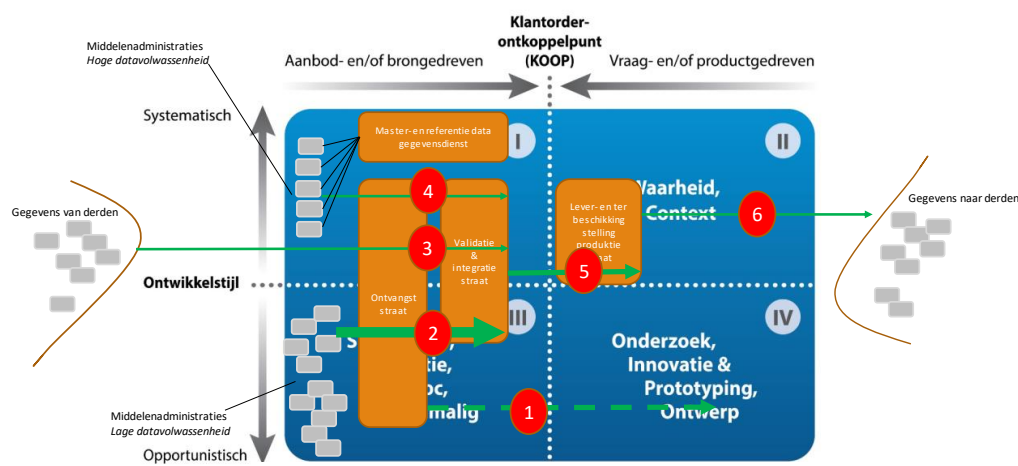 Klantorder-
ontkoppelpunt
(KOOP)
Middelenadministraties
Hoge datavolwassenheid
Aanbod- en/of brongedreven
Vraag- en/of productgedreven
Systematisch
Master- en referentie data
gegevensdienst
I
II
4
Waarheid,
Context
6
Lever- en ter
beschikking
stelling
produktie
Gegevens van derden
Gegevens naar derden
3
Validatie
&
integratie
straat
5
Ontwikkelstijl
Ontvangst
straat
III
IV
2
Onderzoek,
Innovatie &
Prototyping,
Ontwerp
1
Middelenadministraties
Lage datavolwassenheid
Opportunistisch